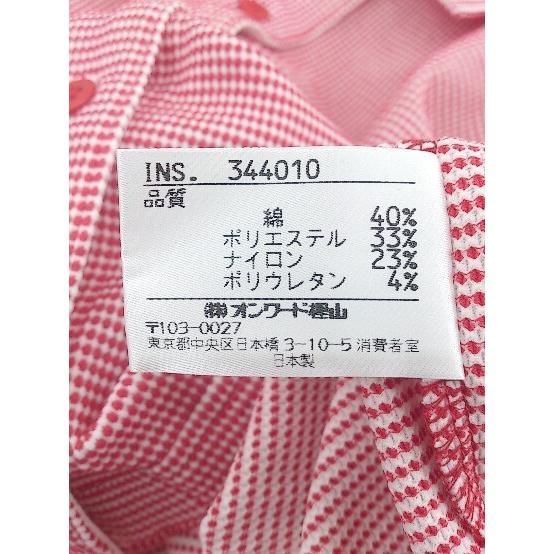 INS. 344010
品質
綿 40%
ポリエステル 33%
ナイロン 23%
ポリウレタン 4%
㈱オンワード樫山
〒103-0027
東京都中央区日本橋 3-10-5 消費者室
日本製